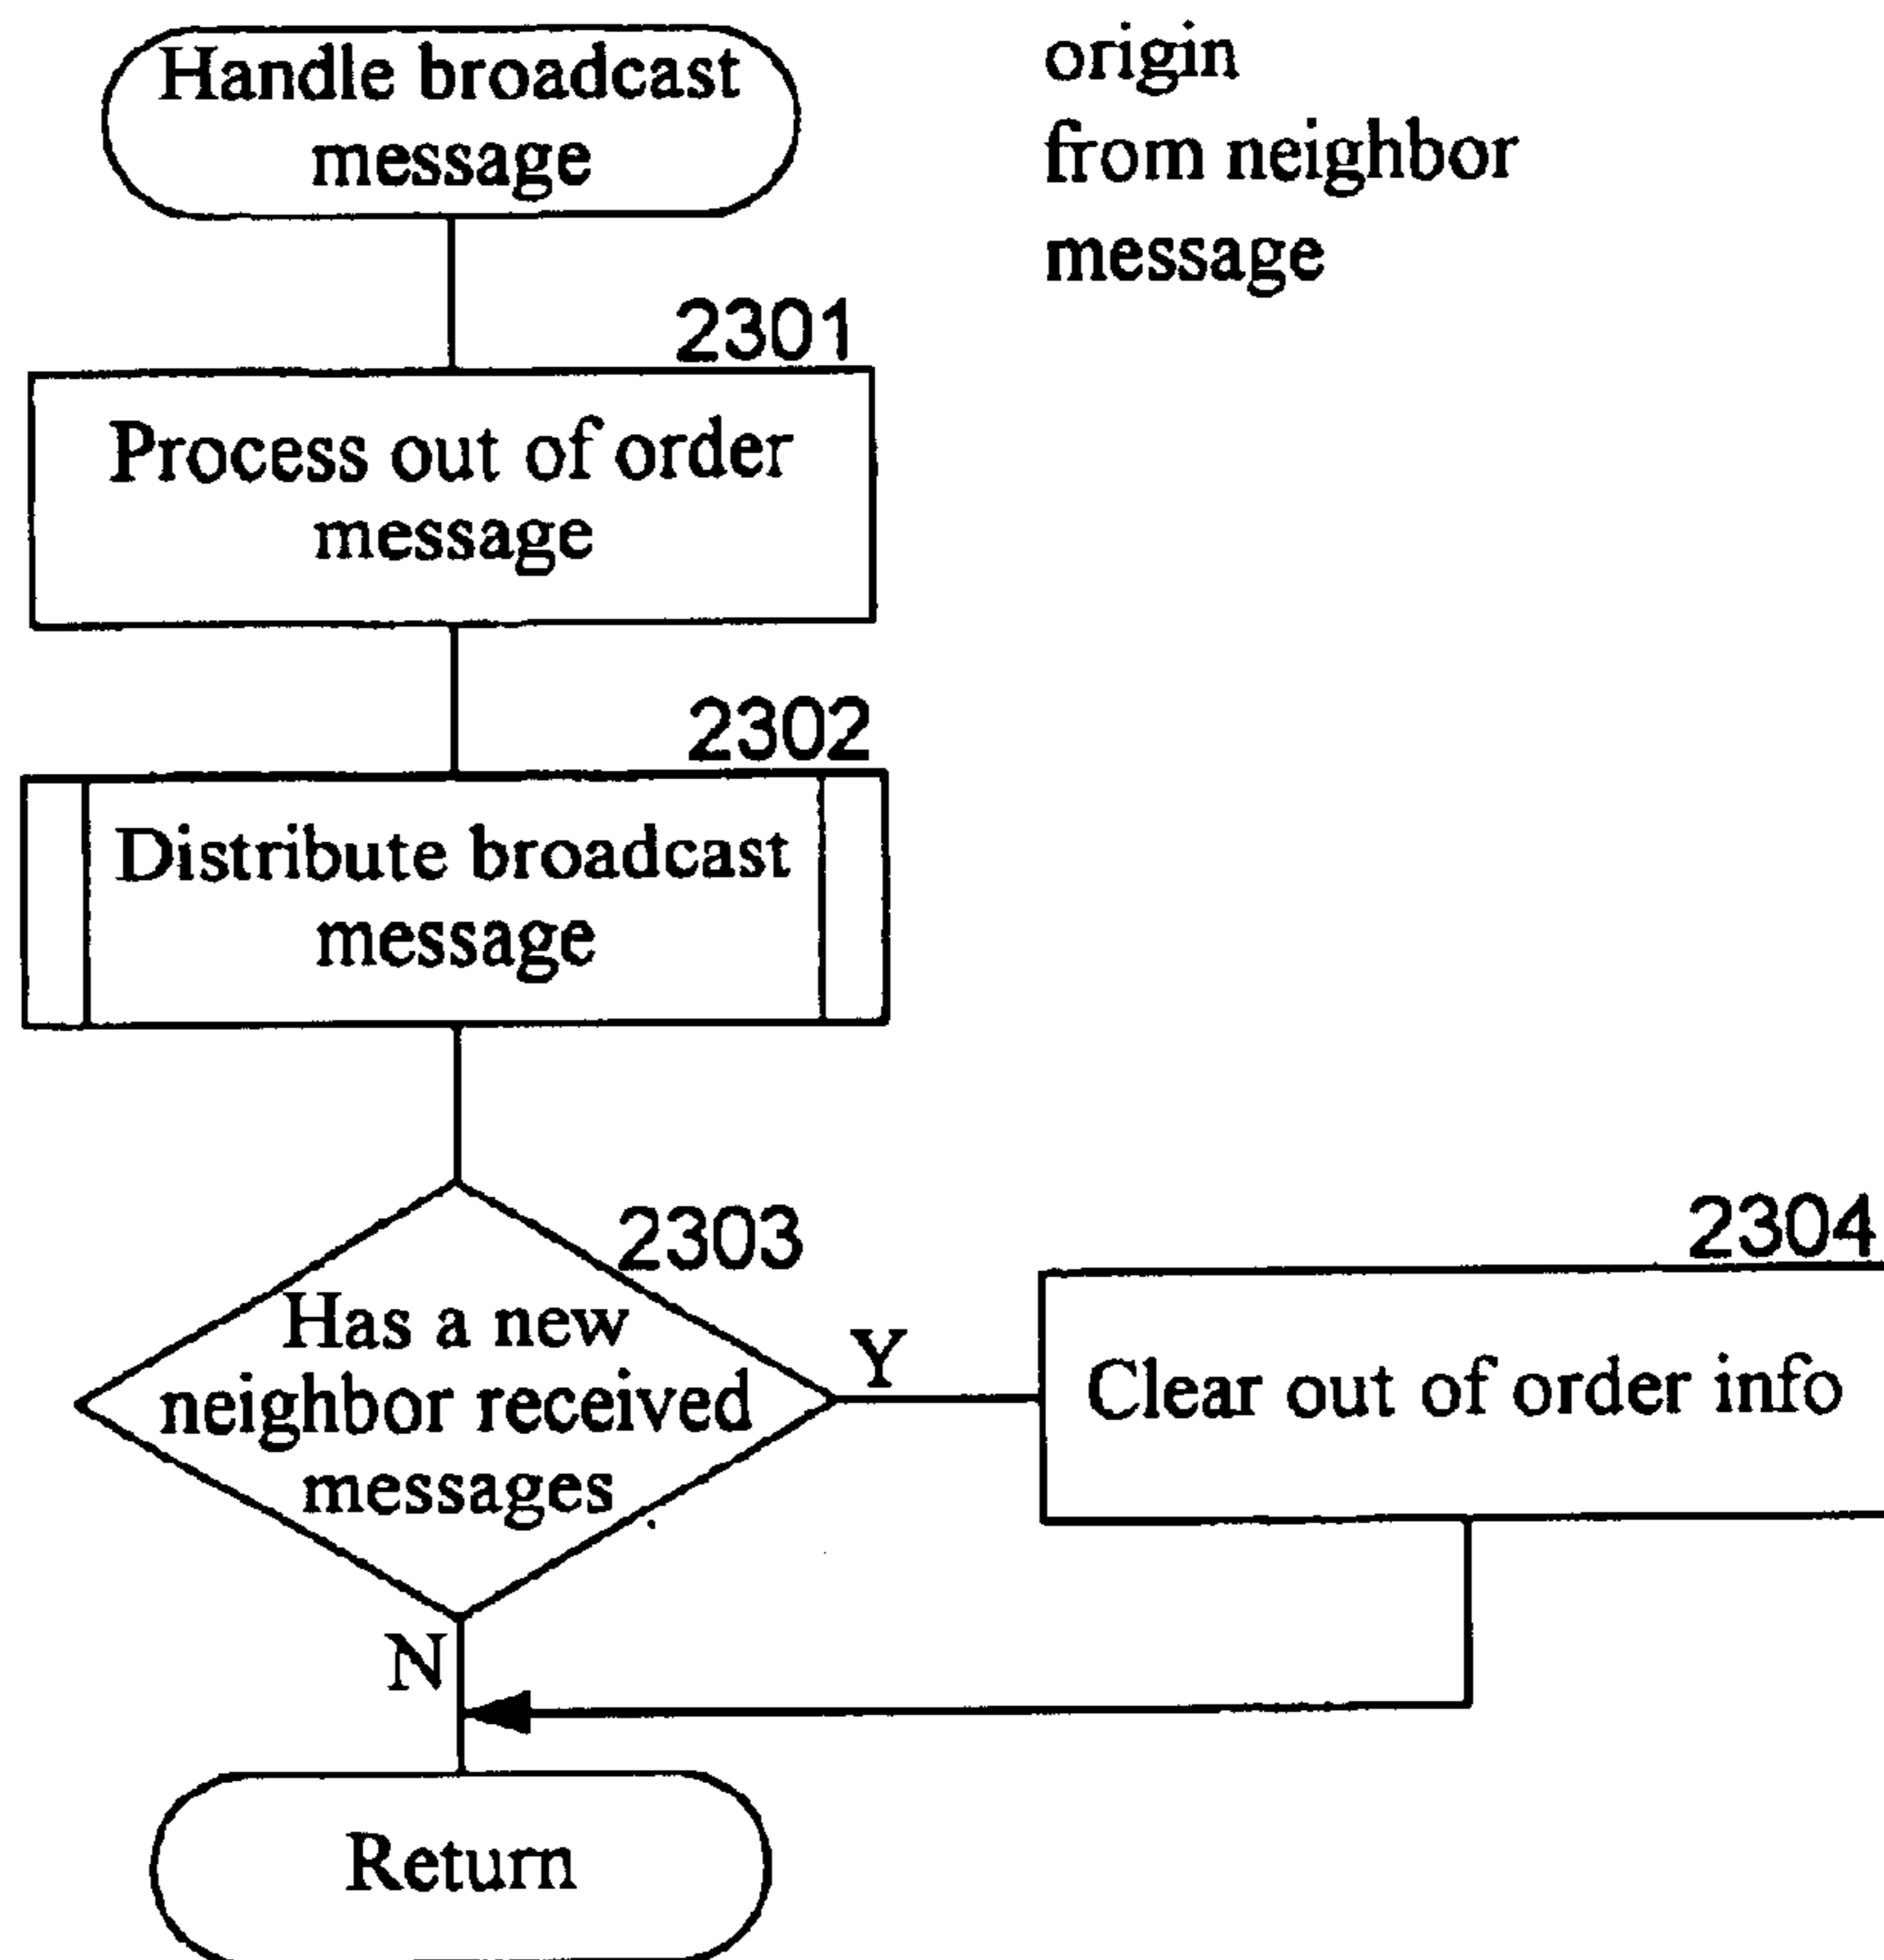 Handle broadcast
message
origin
from neighbor
message
2301
Process out of order
message
2302
Distribute broadcast
message
2303
Has a new
neighbor received
messages
Y
2304
Clear out of order info
N
Return